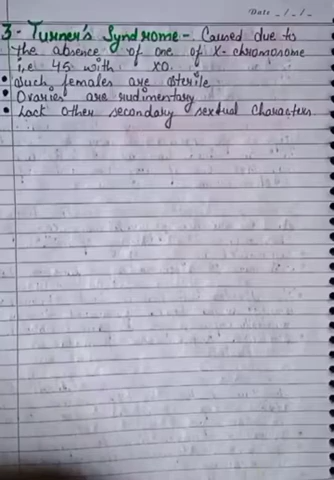 Date _/_/_
3- Turner's Syndrome-. Caused due to
the absence of one of X-chromosome
i,e 45 with XO.
• Such females are sterile
• Ovaries are rudimentary
• Lack other secondary sextual characters